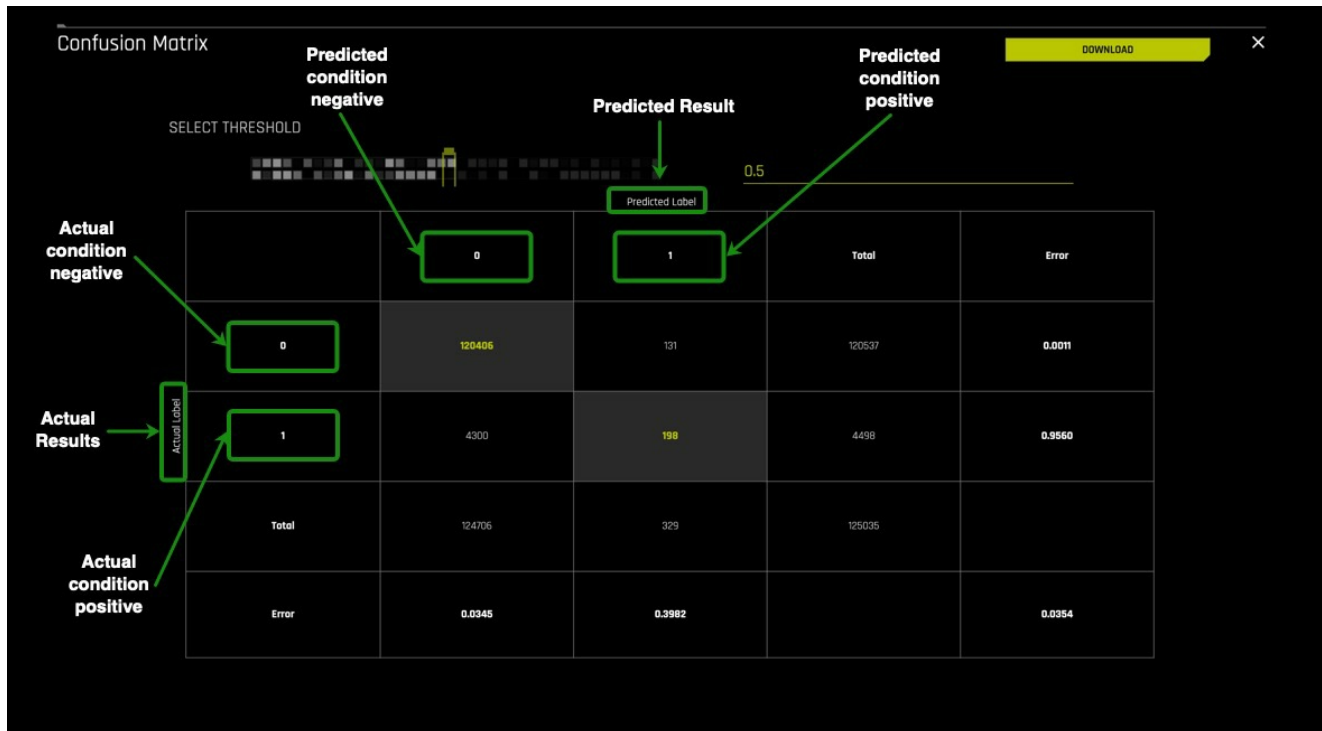 Confusion Matrix
DOWNLOAD
Predicted
condition
negative
Predicted Result
Predicted
condition
positive
SELECT THRESHOLD
0.5
Predicted Label
Actual
condition
negative
0
1
Total
Error
0
120406
131
120537
0.0011
Actual
Results
Actual Label
1
4300
198
4498
0.9560
Total
124706
329
125035
Actual
condition
positive
Error
0.0345
0.3982
0.0354